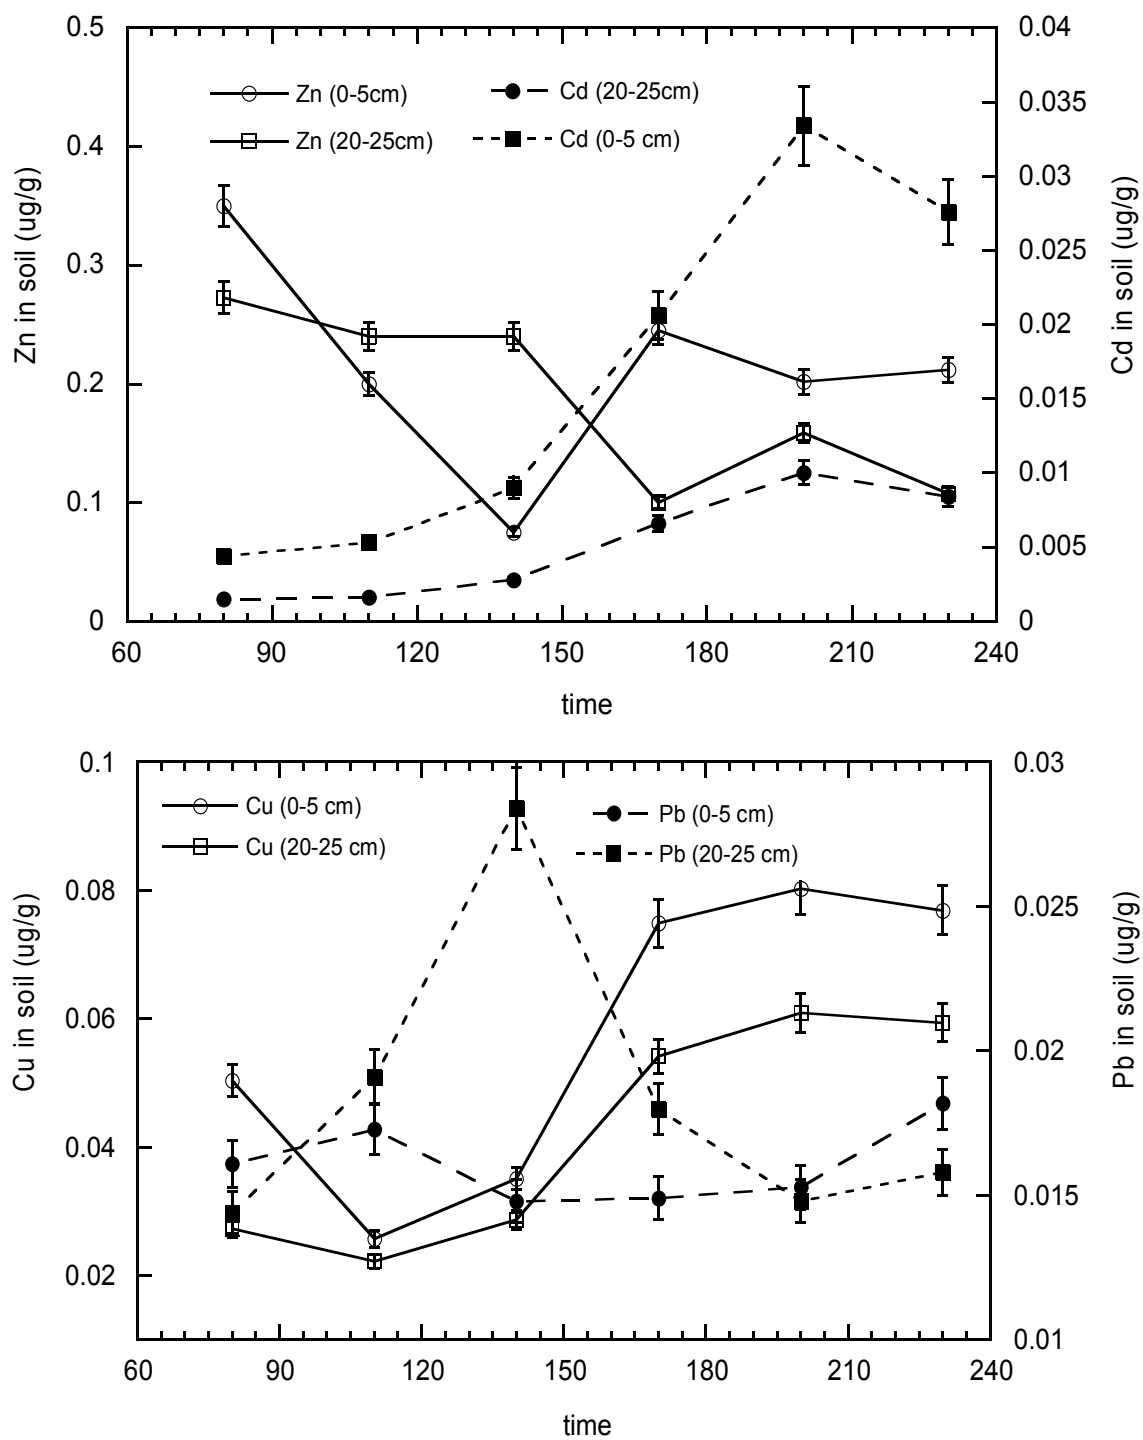 0.5
0.4
0.3
0.2
0.1
0
Zn in soil (ug/g)
Zn (0-5cm)
Zn (20-25cm)
Cd (20-25cm)
Cd (0-5 cm)
0.04
0.035
0.03
0.025
0.02
0.015
0.01
0.005
0
Cd in soil (ug/g)
60 90 120 150 180 210 240
time
0.1
0.08
0.06
0.04
0.02
Cu in soil (ug/g)
Cu (0-5 cm)
Cu (20-25 cm)
Pb (0-5 cm)
Pb (20-25 cm)
0.03
0.025
0.02
0.015
0.01
Pb in soil (ug/g)
60 90 120 150 180 210 240
time